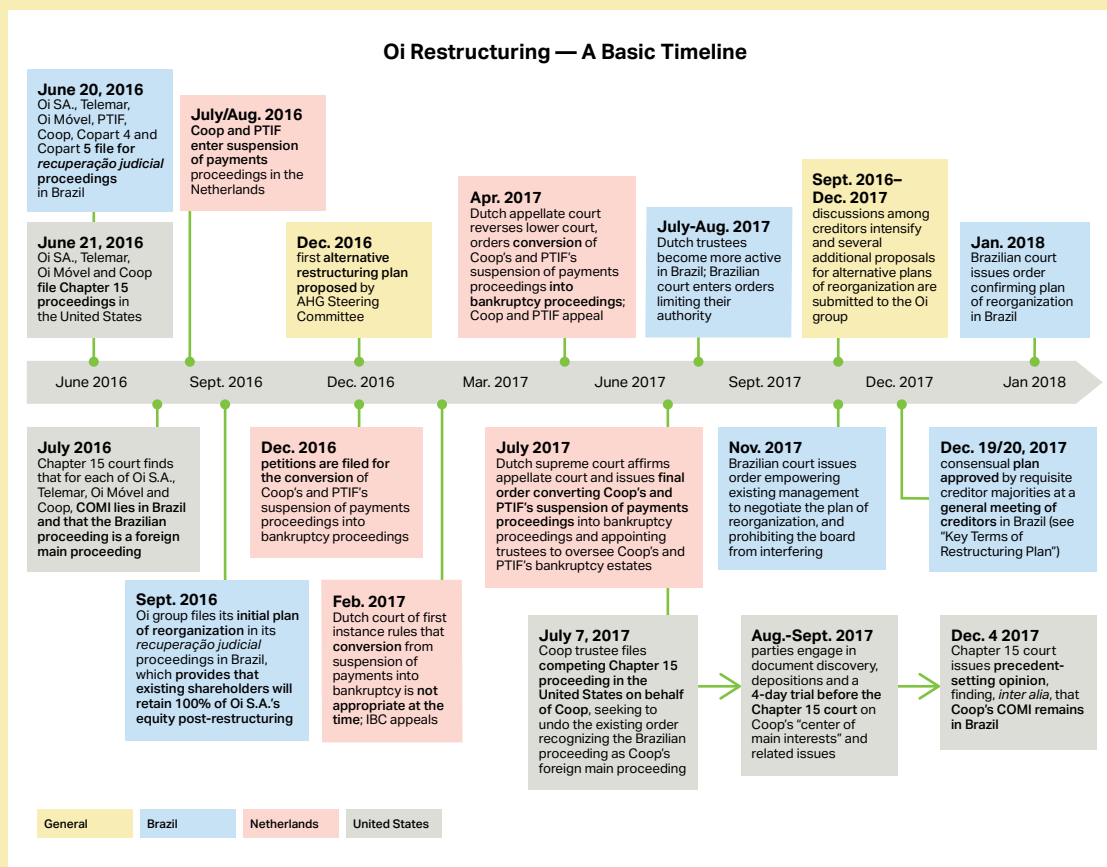 Oi Restructuring — A Basic Timeline
June 20, 2016
Oi SA., Telemar,
Oi Móvel, PTIF,
Coop, Copart 4 and
Copart 5 file for
recuperação judicial
proceedings
in Brazil
July/Aug. 2016
Coop and PTIF
enter suspension
of payments
proceedings in the
Netherlands
June 21, 2016
Oi SA., Telemar,
Oi Móvel and Coop
file Chapter 15
proceedings in
the United States
Dec. 2016
first alternative
restructuring plan
proposed by
AHG Steering
Committee
Apr. 2017
Dutch appellate court
reverses lower court,
orders conversion of
Coop's and PTIF's
suspension of payments
proceedings into
bankruptcy proceedings;
Coop and PTIF appeal
July-Aug. 2017
Dutch trustees
become more active
in Brazil; Brazilian
court enters orders
limiting their
authority
Sept. 2016–
Dec. 2017
discussions among
creditors intensify
and several
additional proposals
for alternative plans
of reorganization are
submitted to the Oi
group
Jan. 2018
Brazilian court
issues order
confirming plan
of reorganization
in Brazil
June 2016
Sept. 2016
Dec. 2016
Mar. 2017
June 2017
Sept. 2017
Dec. 2017
Jan 2018
July 2016
Chapter 15 court finds
that for each of Oi S.A.,
Telemar, Oi Móvel and
Coop, COMI lies in Brazil
and that the Brazilian
proceeding is a foreign
main proceeding
Dec. 2016
petitions are filed for
the conversion of
Coop's and PTIF's
suspension of payments
proceedings into
bankruptcy proceedings
July 2017
Dutch supreme court affirms
appellate court and issues final
order converting Coop's and
PTIF's suspension of payments
proceedings into bankruptcy
proceedings and appointing
trustees to oversee Coop's and
PTIF's bankruptcy estates
Nov. 2017
Brazilian court issues
order empowering
existing management
to negotiate the plan of
reorganization, and
prohibiting the board
from interfering
Dec. 19/20, 2017
consensual plan
approved by requisite
creditor majorities at a
general meeting of
creditors in Brazil (see
"Key Terms of
Restructuring Plan")
Sept. 2016
Oi group files its initial plan
of reorganization in its
recuperação judicial
proceedings in Brazil,
which provides that
existing shareholders will
retain 100% of Oi S.A.'s
equity post-restructuring
Feb. 2017
Dutch court of first
instance rules that
conversion from
suspension of
payments into
bankruptcy is not
appropriate at the
time; IBC appeals
July 7, 2017
Coop trustee files
competing Chapter 15
proceeding in the
United States on behalf
of Coop, seeking to
undo the existing order
recognizing the Brazilian
proceeding as Coop's
foreign main proceeding
Aug.-Sept. 2017
parties engage in
document discovery,
depositions and a
4-day trial before the
Chapter 15 court on
Coop's "center of
main interests" and
related issues
Dec. 4 2017
Chapter 15 court
issues precedent-
setting opinion,
finding, inter alia, that
Coop's COMI remains
in Brazil
General
Brazil
Netherlands
United States